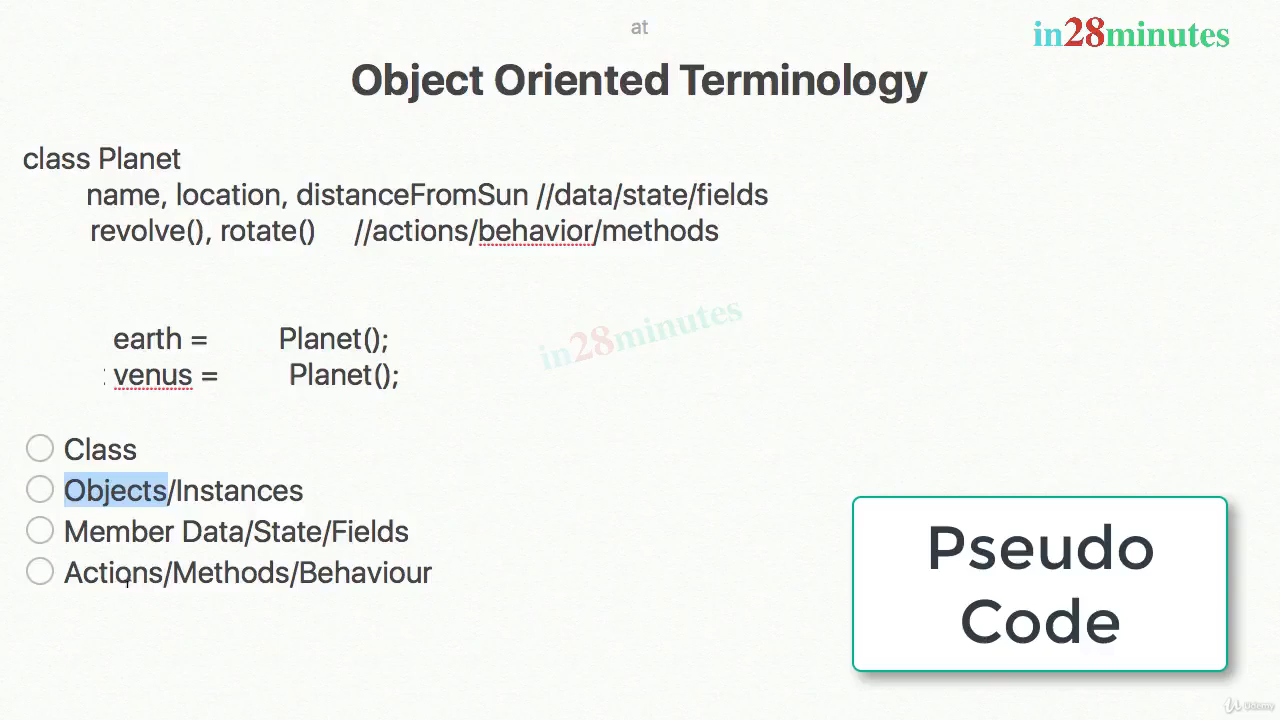 at
in28minutes
Object Oriented Terminology
class Planet
name, location, distanceFromSun //data/state/fields
revolve(), rotate() //actions/behavior/methods
in28minutes
earth = Planet();
venus = Planet();
Class
Objects/Instances
Member Data/State/Fields
Actions/Methods/Behaviour
Pseudo
Code
Udemy